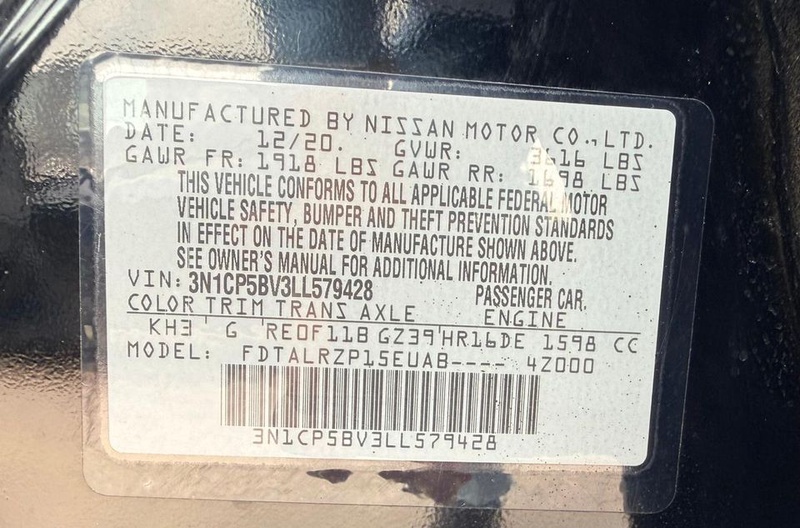 MANUFACTURED BY NISSAN MOTOR CO., LTD.
DATE: 12/20. GVWR: 3616 LBS
GAWR FR: 1918 LBS GAWR RR: 1698 LBS
THIS VEHICLE CONFORMS TO ALL APPLICABLE FEDERAL MOTOR
VEHICLE SAFETY, BUMPER AND THEFT PREVENTION STANDARDS
IN EFFECT ON THE DATE OF MANUFACTURE SHOWN ABOVE.
SEE OWNER'S MANUAL FOR ADDITIONAL INFORMATION.
VIN: 3N1CP5BV3LL579428 PASSENGER CAR.
COLOR TRIM TRANS AXLE ENGINE
KH3 G RE0F11B GZ39 HR16DE 1598 CC
MODEL: FDTALRZP15EUAB---- 4Z000
3N1CP5BV3LL579428